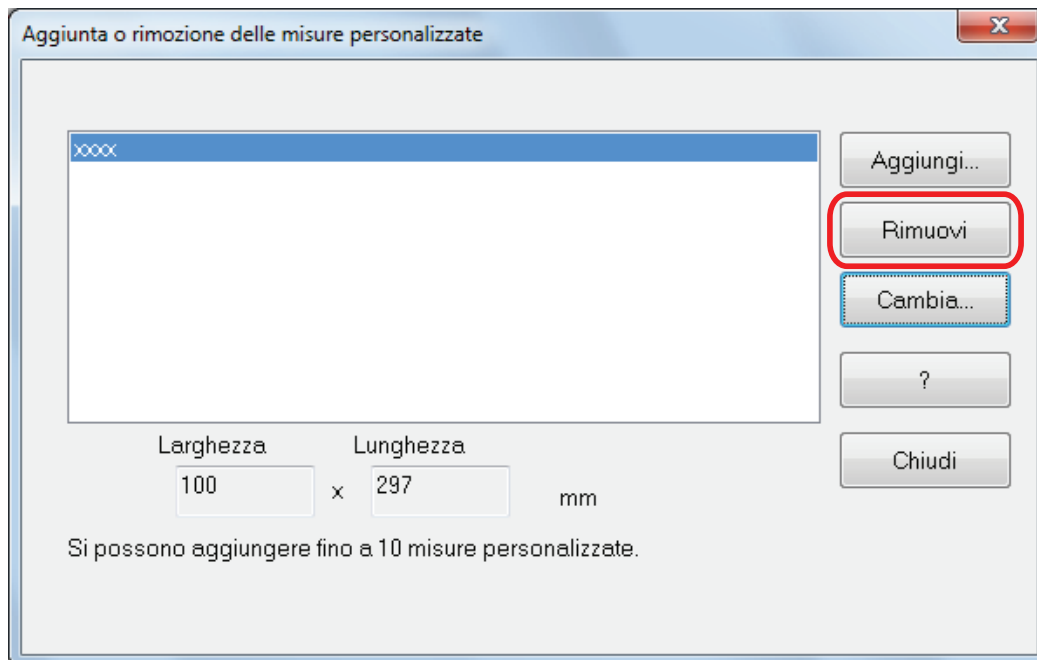 Aggiunta o rimozione delle misure personalizzate
xxxx
Aggiungi...
Rimuovi
Cambia...
?
Chiudi
Larghezza Lunghezza
100 x 297 mm
Si possono aggiungere fino a 10 misure personalizzate.